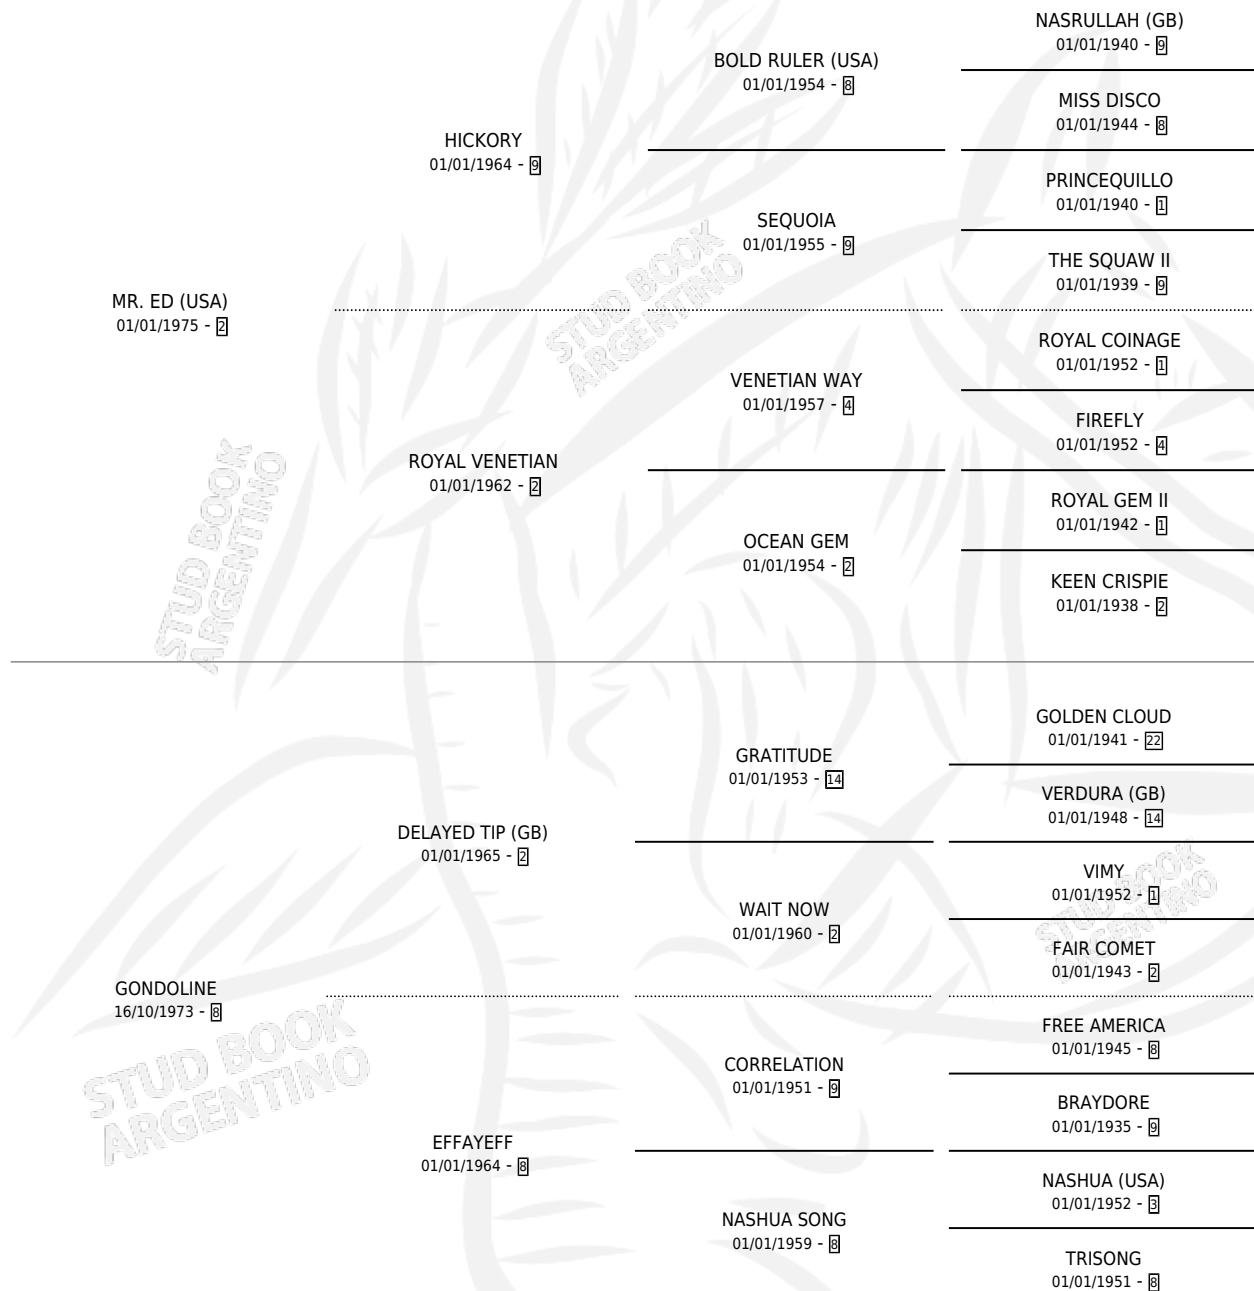 NASRULLAH (GB)
01/01/1940 - 9
BOLD RULER (USA)
01/01/1954 - 8
MISS DISCO
01/01/1944 - 8
HICKORY
01/01/1964 - 9
PRINCEQUILLO
01/01/1940 - 1
SEQUOIA
01/01/1955 - 9
THE SQUAW II
01/01/1939 - 9
MR. ED (USA)
01/01/1975 - 2
ROYAL COINAGE
01/01/1952 - 1
VENETIAN WAY
01/01/1957 - 4
FIREFLY
01/01/1952 - 4
ROYAL VENETIAN
01/01/1962 - 2
ROYAL GEM II
01/01/1942 - 1
OCEAN GEM
01/01/1954 - 2
KEEN CRISPIE
01/01/1938 - 2
GOLDEN CLOUD
01/01/1941 - 22
GRATITUDE
01/01/1953 - 14
VERDURA (GB)
01/01/1948 - 14
DELAYED TIP (GB)
01/01/1965 - 2
VIMY
01/01/1952 - 1
WAIT NOW
01/01/1960 - 2
FAIR COMET
01/01/1943 - 2
GONDOLINE
16/10/1973 - 8
FREE AMERICA
01/01/1945 - 8
CORRELATION
01/01/1951 - 9
BRAYDORE
01/01/1935 - 9
EFFAYEFF
01/01/1964 - 8
NASHUA (USA)
01/01/1952 - 3
NASHUA SONG
01/01/1959 - 8
TRISONG
01/01/1951 - 8
STUD BOOK
ARGENTINO
STUD BOOK
ARGENTINO
STUD BOOK
ARGENTINO
STUD BOOK
ARGENTINO